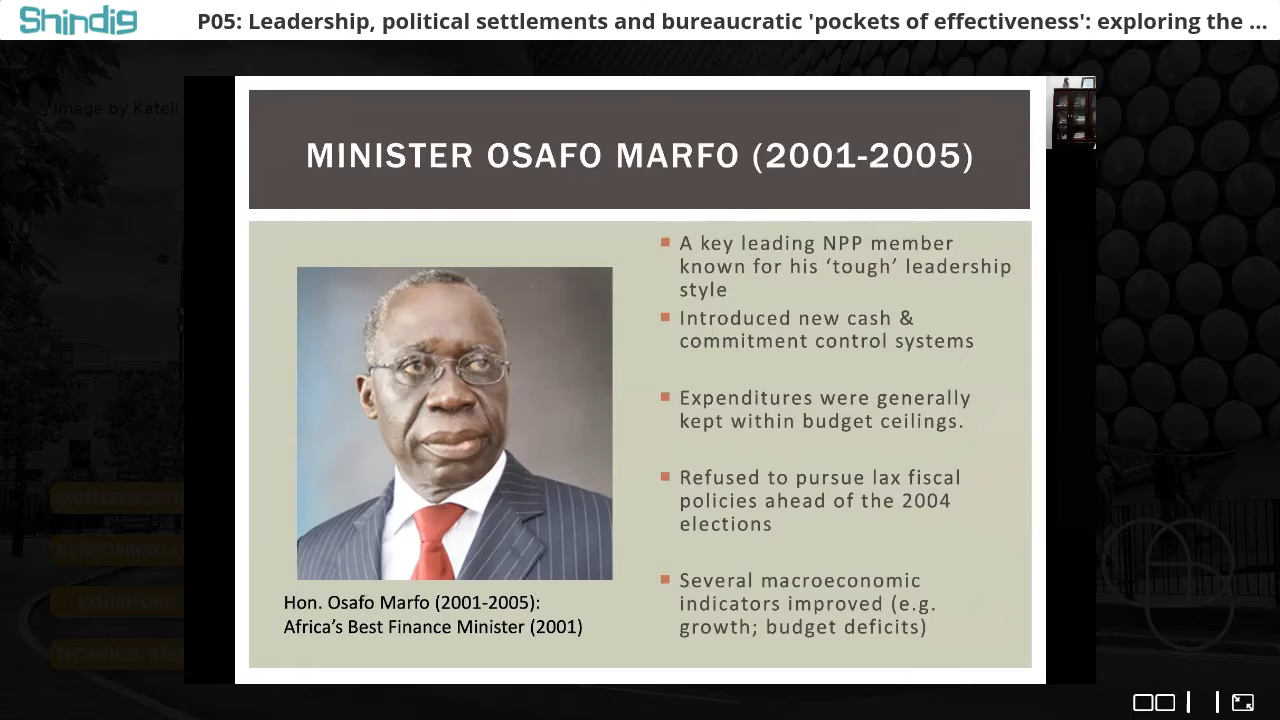 Shindig
P05: Leadership, political settlements and bureaucratic 'pockets of effectiveness': exploring the ...
Image by Katell
MINISTER OSAFO MARFO (2001-2005)
A key leading NPP member
known for his ‘tough’ leadership
style
Introduced new cash &
commitment control systems
Expenditures were generally
kept within budget ceilings.
Refused to pursue lax fiscal
policies ahead of the 2004
elections
Several macroeconomic
indicators improved (e.g.
growth; budget deficits)
Hon. Osafo Marfo (2001-2005):
Africa’s Best Finance Minister (2001)